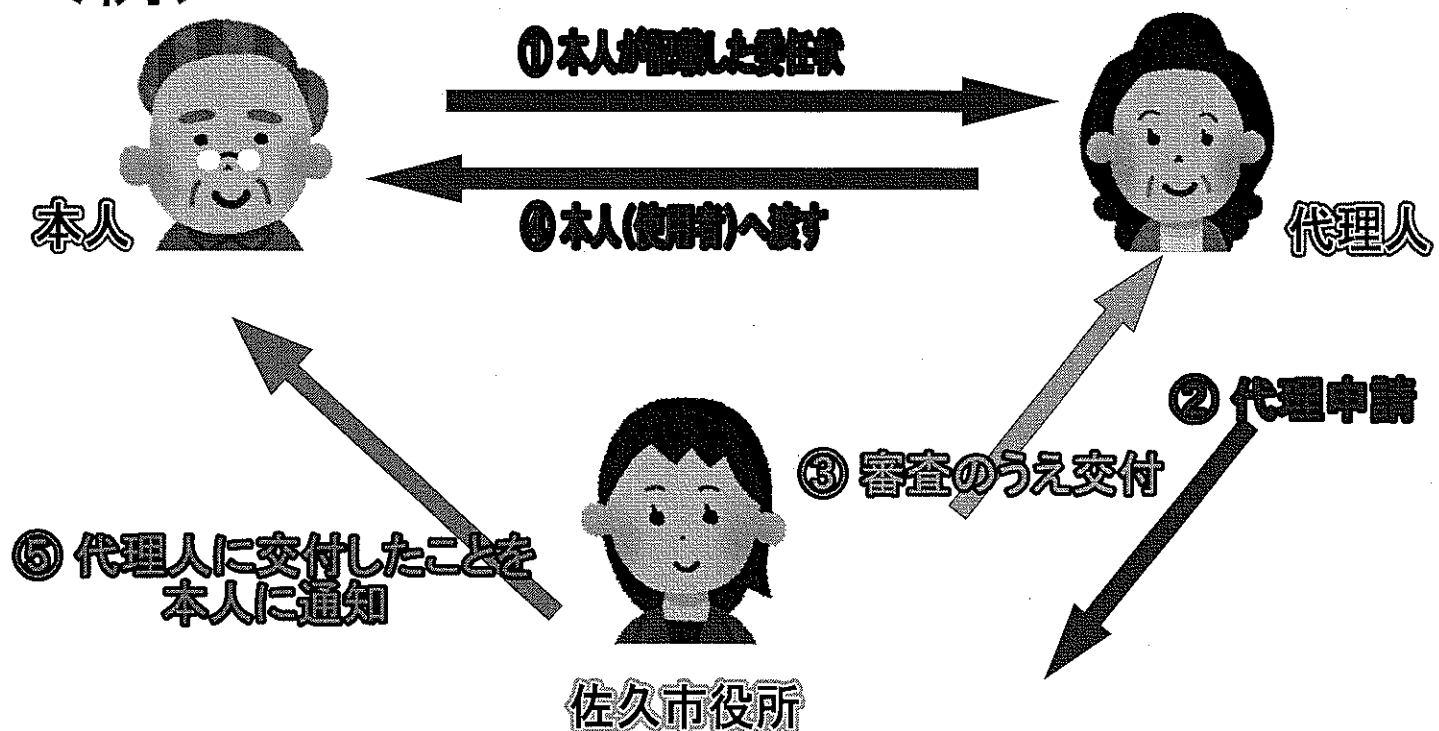 ① 本人が記載した委任状
④ 本人(使用者)へ渡す
本人
代理人
② 代理申請
③ 審査のうえ交付
⑤ 代理人に交付したことを
本人に通知
佐久市役所